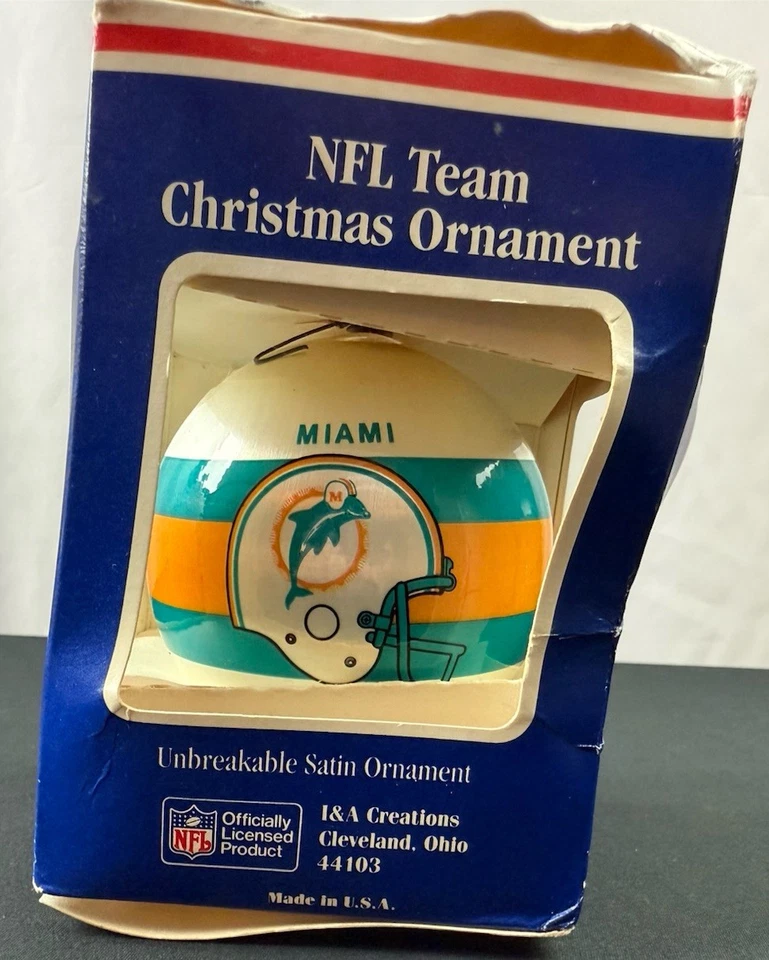 NFL Team
Christmas Ornament
MIAMI
M
Unbreakable Satin Ornament
NFL
Officially
Licensed
Product
I&A Creations
Cleveland, Ohio
44103
Made in U.S.A.